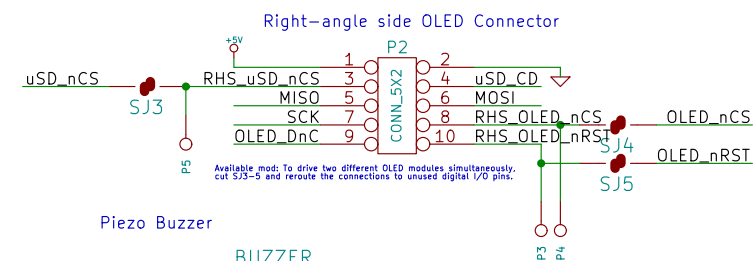 Right-angle side OLED Connector
+5V
P2
1
2
uSD_nCS
RHS_uSD_nCS
3
4
uSD_CD
SJ3
MISO
5
6
MOSI
SCK
7
8
RHS_OLED_nCS
OLED_nCS
OLED_DnC
9
10
RHS_OLED_nRST
SJ4
CONN_5X2
OLED_nRST
SJ5
P5
Available mod: To drive two different OLED modules simultaneously,
cut SJ3-5 and reroute the connections to unused digital I/O pins.
Piezo Buzzer
P3
P4
BUZZER